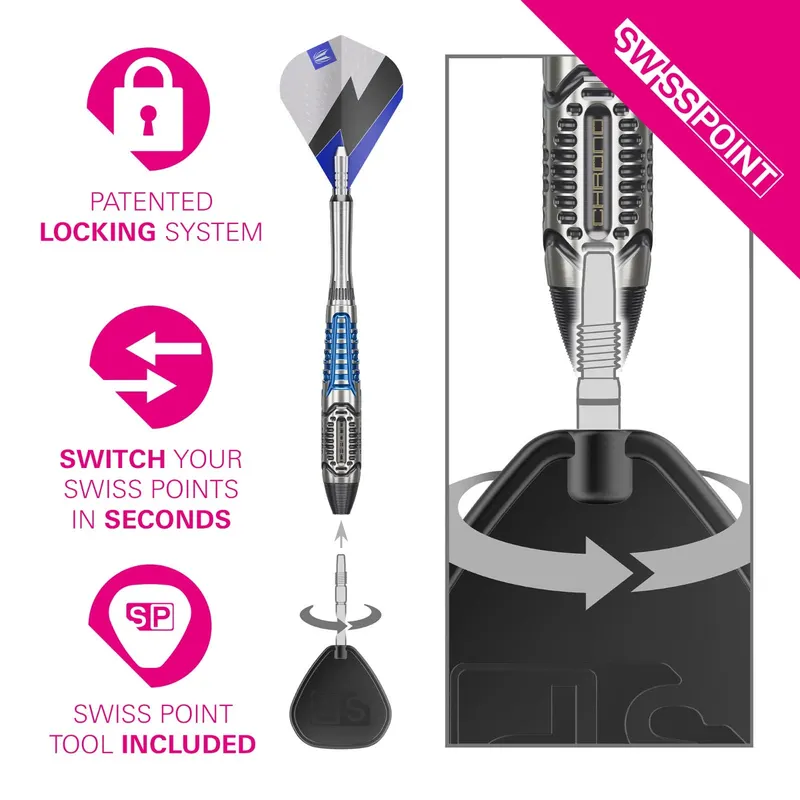 PATENTED
LOCKING SYSTEM
SWITCH YOUR
SWISS POINTS
IN SECONDS
SP
SWISS POINT
TOOL INCLUDED
SWISSPOINT